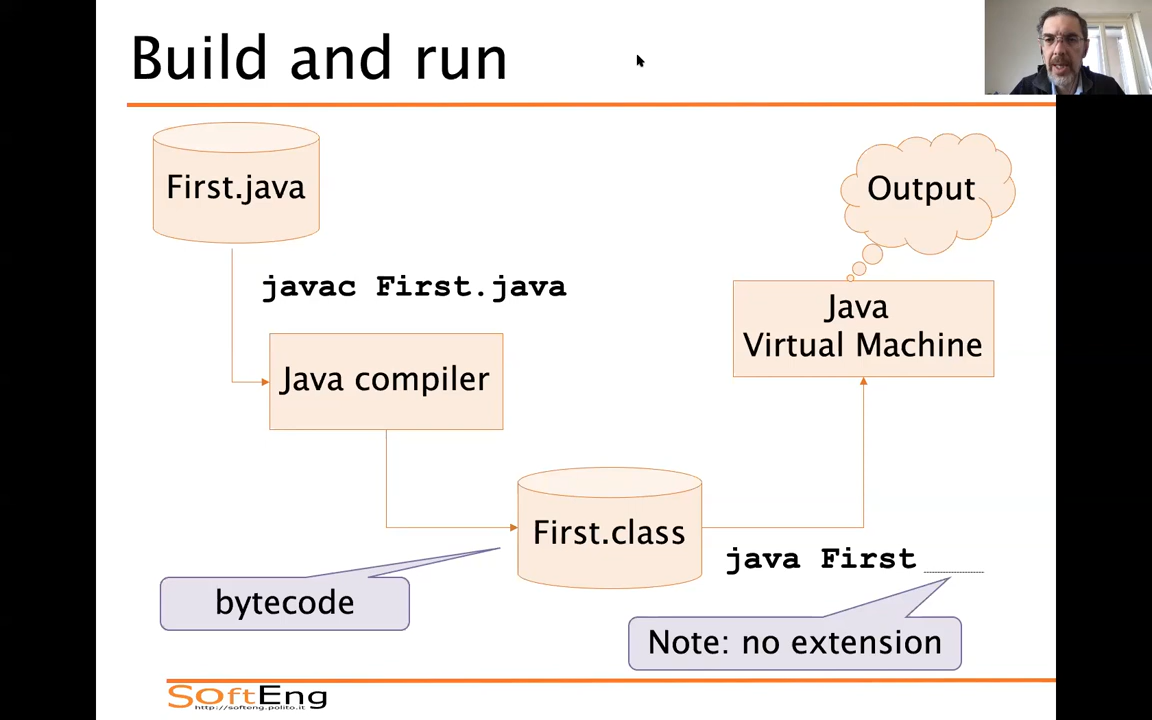 Build and run
First.java
Output
javac First.java
Java
Virtual Machine
Java compiler
First.class
java First
bytecode
Note: no extension
SoftEng
http://softeng.polito.it